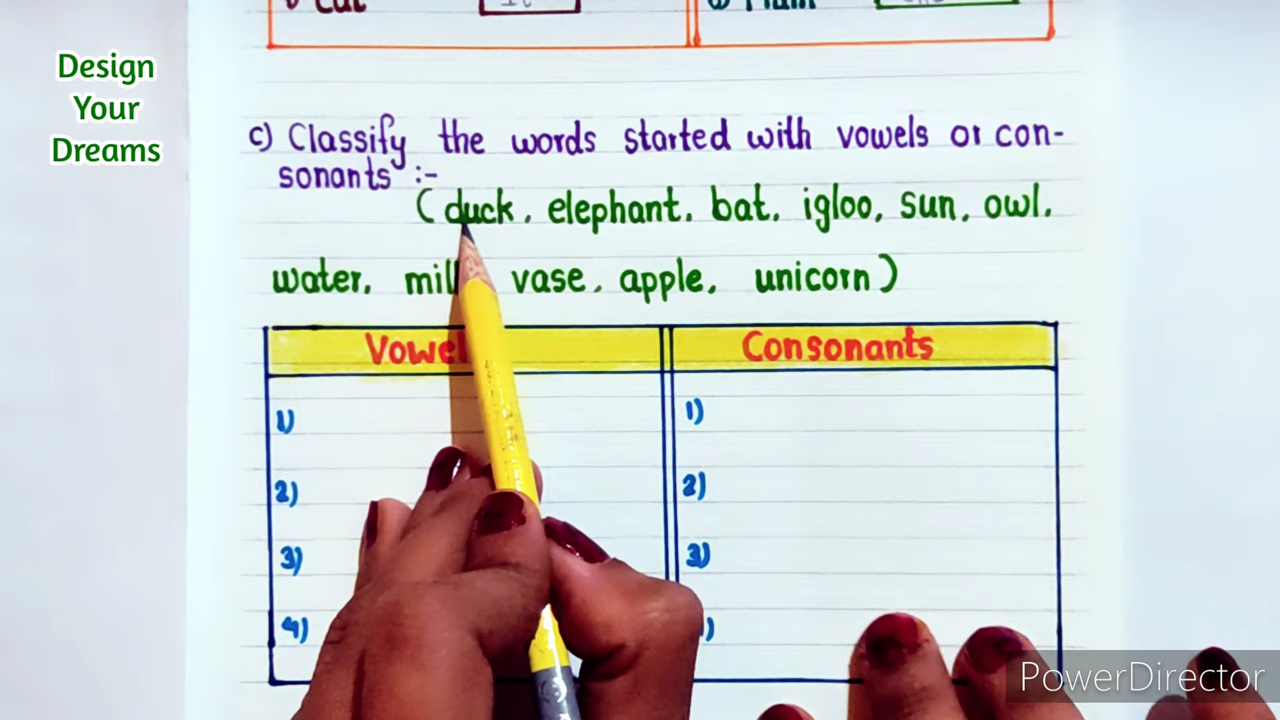 Design
Your
Dreams
c) Classify the words started with vowels or con-
sonants :-
(duck, elephant, bat, igloo, sun, owl,
water, vase, apple, unicorn)
Consonants
1) 1)
2) 2)
3) 3)
4)
PowerDirector